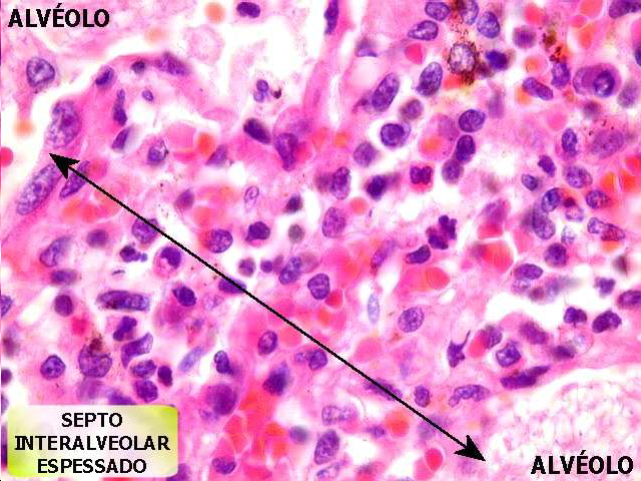 ALVÉOLO
SEPTO
INTERALVEOLAR
ESPESSADO
ALVÉOLO